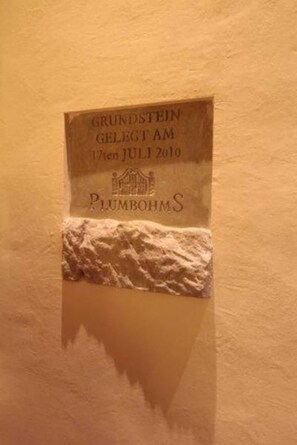 GRUNDSTEIN
GELEGT AM
17ten JULI 2010
PLUMBOHMS